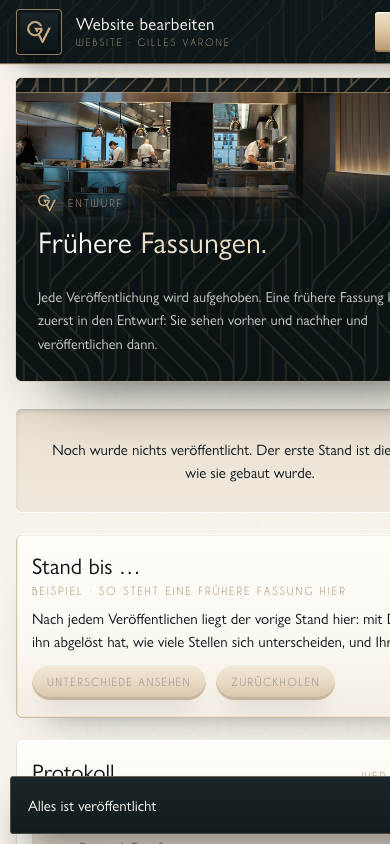 GV
Website bearbeiten
WEBSITE · GILLES VARONE
GV ENTWURF
Frühere Fassungen.
Jede Veröffentlichung wird aufgehoben. Eine frühere Fassung
zuerst in den Entwurf: Sie sehen vorher und nachher und
veröffentlichen dann.
Noch wurde nichts veröffentlicht. Der erste Stand ist die
wie sie gebaut wurde.
Stand bis …
BEISPIEL · SO STEHT EINE FRÜHERE FASSUNG HIER
Nach jedem Veröffentlichen liegt der vorige Stand hier: mit
ihn abgelöst hat, wie viele Stellen sich unterscheiden, und
UNTERSCHIEDE ANSEHEN
ZURÜCKHOLEN
Protokoll
Alles ist veröffentlicht